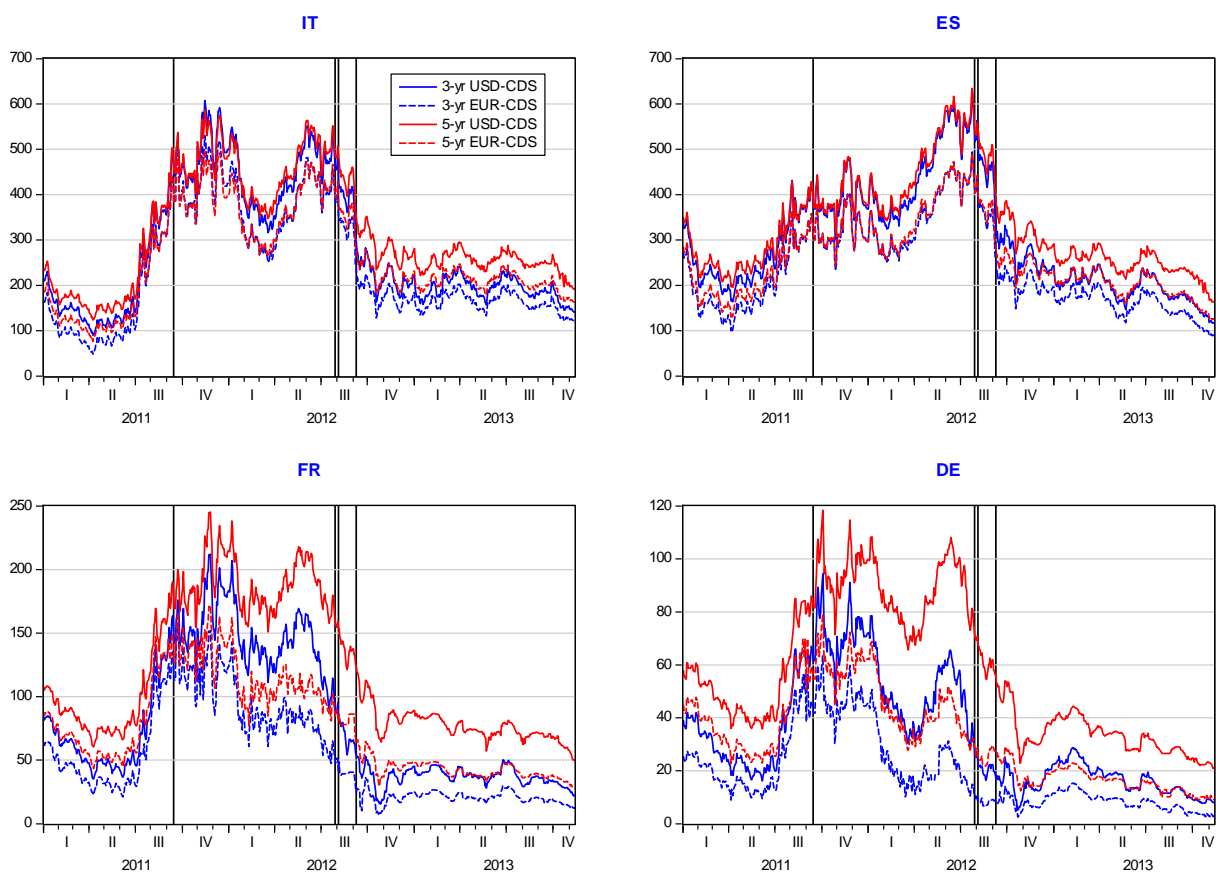 IT
700
600
500
400
300
200
100
0
3-yr USD-CDS
3-yr EUR-CDS
5-yr USD-CDS
5-yr EUR-CDS
I II III IV I II III IV I II III IV
2011 2012 2013
ES
700
600
500
400
300
200
100
0
I II III IV I II III IV I II III IV
2011 2012 2013
FR
250
200
150
100
50
0
I II III IV I II III IV I II III IV
2011 2012 2013
DE
120
100
80
60
40
20
0
I II III IV I II III IV I II III IV
2011 2012 2013